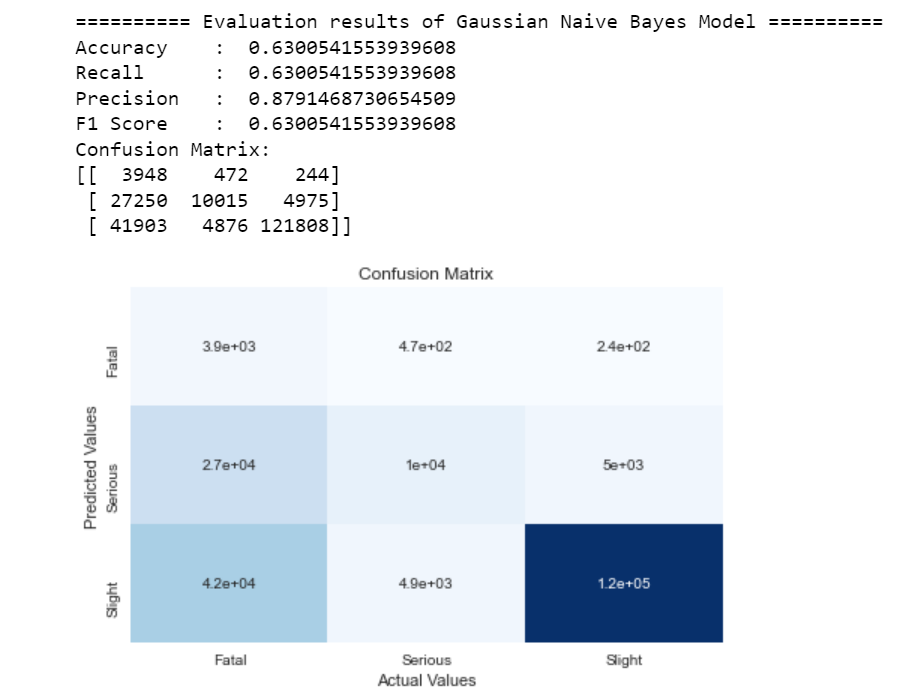 ========== Evaluation results of Gaussian Naive Bayes Model ==========
Accuracy : 0.6300541553939608
Recall : 0.6300541553939608
Precision : 0.8791468730654509
F1 Score : 0.6300541553939608
Confusion Matrix:
[[ 3948 472 244]
[ 27250 10015 4975]
[ 41903 4876 121808]]
Confusion Matrix
Fatal 3.9e+03 4.7e+02 2.4e+02
Predicted Values
Serious 2.7e+04 1e+04 5e+03
Slight 4.2e+04 4.9e+03 1.2e+05
Fatal Serious Slight
Actual Values